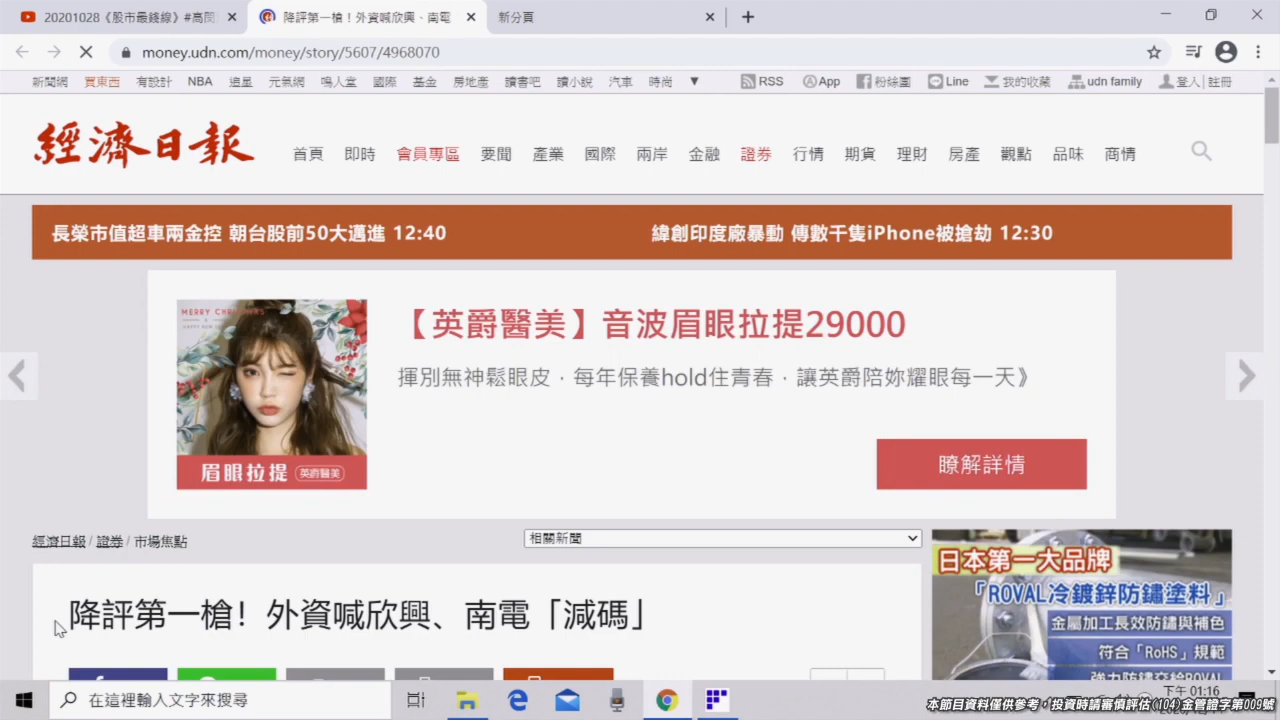 20201028《股市最錢線》#高閔
降評第一槍！外資喊欣興、南電
新分頁
money.udn.com/money/story/5607/4968070
新聞網 買東西 有設計 NBA 追星 元氣網 鳴人堂 國際 基金 房地產 讀書吧 讀小說 汽車 時尚 ▼ RSS App 粉絲團 Line 我的收藏 udn family 登入 | 註冊
經濟日報
首頁 即時 會員專區 要聞 產業 國際 兩岸 金融 證券 行情 期貨 理財 房產 觀點 品味 商情
長榮市值超車兩金控 朝台股前50大邁進 12:40
緯創印度廠暴動 傳數千隻iPhone被搶劫 12:30
MERRY CHRISTMAS
眉眼拉提 英爵醫美
【英爵醫美】音波眉眼拉提29000
揮別無神鬆眼皮．每年保養hold住青春．讓英爵陪妳耀眼每一天》
瞭解詳情
經濟日報 / 證券 / 市場焦點
相關新聞
降評第一槍！外資喊欣興、南電「減碼」
日本第一大品牌
「ROVAL冷鍍鋅防鏽塗料」
金屬加工長效防鏽與補色
符合「RoHS」規範
強力防鏽交給ROVAL
在這裡輸入文字來搜尋
下午 01:16
本節目資料僅供參考，投資時請審慎評估(104)金管證字第009號